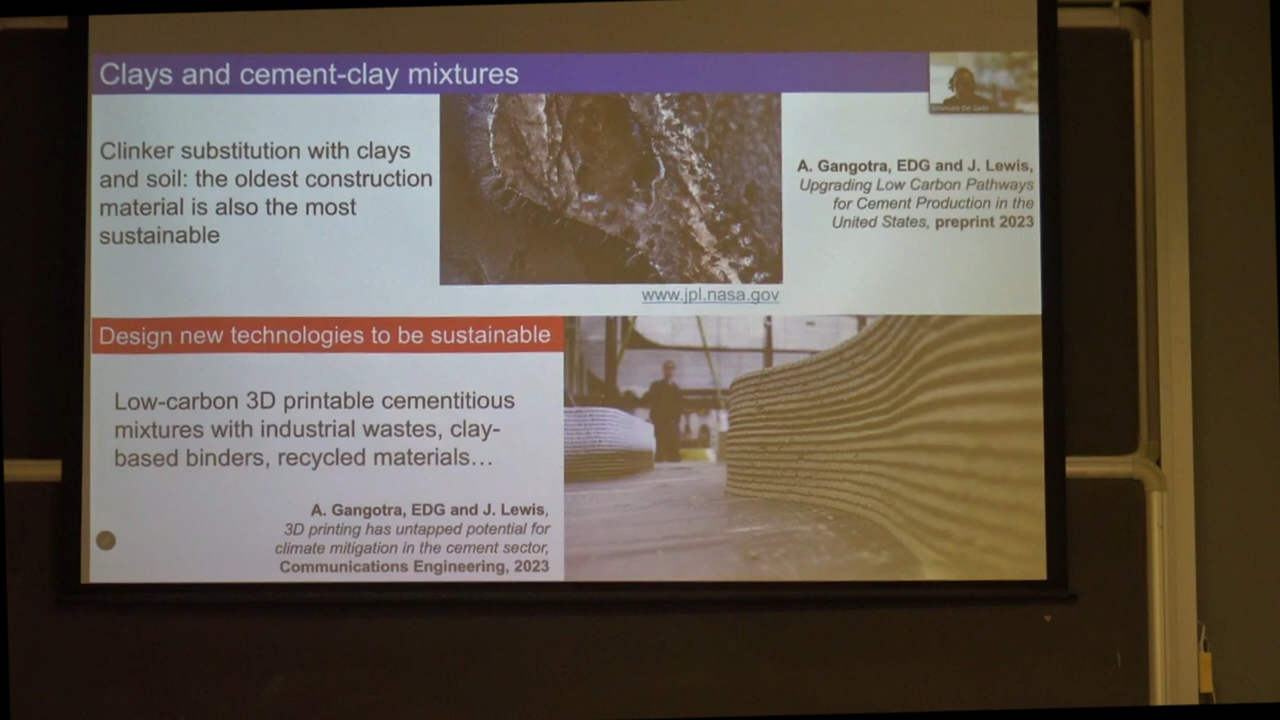 Clays and cement-clay mixtures
Clinker substitution with clays
and soil: the oldest construction
material is also the most
sustainable
A. Gangotra, EDG and J. Lewis,
Upgrading Low Carbon Pathways
for Cement Production in the
United States, preprint 2023
www.jpl.nasa.gov
Design new technologies to be sustainable
Low-carbon 3D printable cementitious
mixtures with industrial wastes, clay-
based binders, recycled materials…
A. Gangotra, EDG and J. Lewis,
3D printing has untapped potential for
climate mitigation in the cement sector,
Communications Engineering, 2023